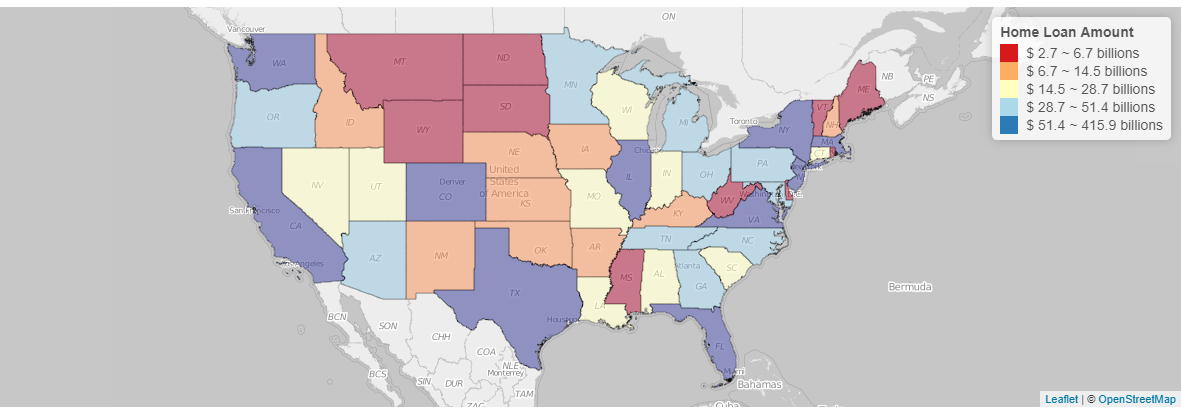 Vancouver
ON
Home Loan Amount
$ 2.7 ~ 6.7 billions
$ 6.7 ~ 14.5 billions
$ 14.5 ~ 28.7 billions
$ 28.7 ~ 51.4 billions
$ 51.4 ~ 415.9 billions
WA
MT
ND
MN
ME
NB
PE
NS
OR
ID
WY
SD
WI
MI
Toronto
NY
VT
NH
MA
CT
NV
UT
Denver
CO
NE
United
States
of America
KS
IA
MO
IL
IN
OH
PA
WV
VA
KY
San Francisco
CA
AZ
NM
OK
AR
TN
NC
SC
Los Angeles
TX
Houston
LA
MS
AL
Atlanta
GA
FL
Bermuda
BCN
SON
CHH
COA
NLE
Monterrey
BCS
SIN
DUR
TAM
ZAC
Bahamas
Cuba
Leaflet | © OpenStreetMap